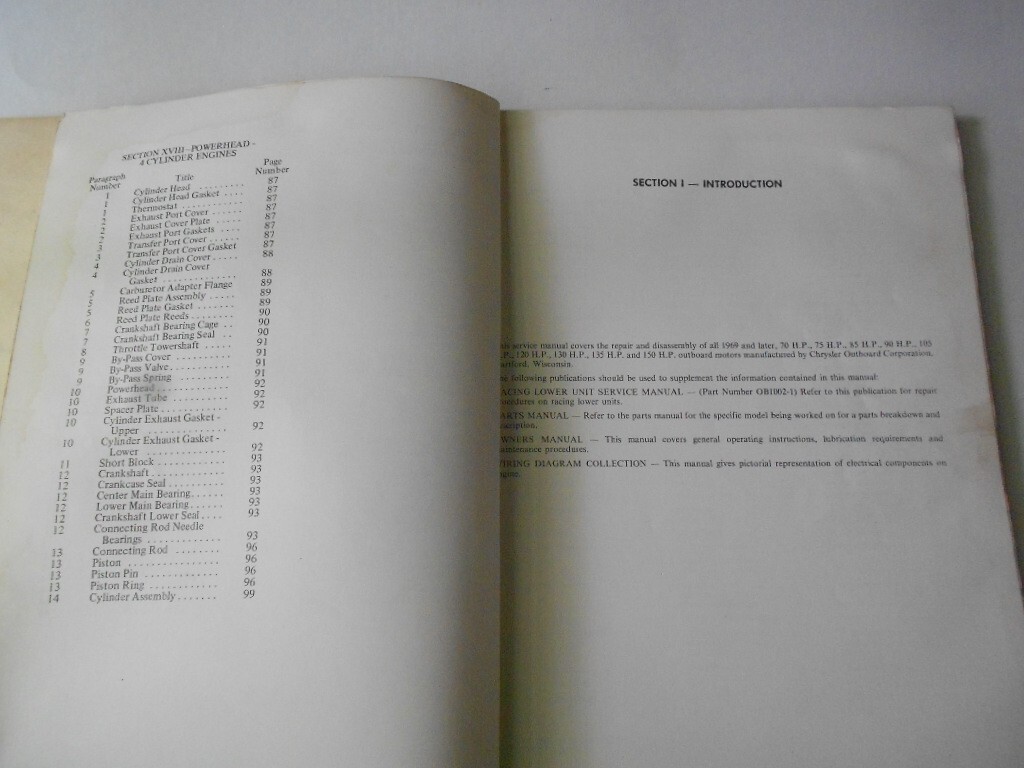 SECTION XVIII - POWERHEAD -
4 CYLINDER ENGINES
Paragraph Number Title Page Number
1 Cylinder Head ......... 87
1 Cylinder Head Gasket .... 87
1 Thermostat ............ 87
2 Exhaust Port Cover ...... 87
2 Exhaust Cover Plate ..... 87
2 Exhaust Port Gaskets .... 87
3 Transfer Port Cover ...... 87
3 Transfer Port Cover Gasket 87
4 Cylinder Drain Cover ..... 88
4 Cylinder Drain Cover
Gasket .............. 88
5 Carburetor Adapter Flange 89
5 Reed Plate Assembly ..... 89
5 Reed Plate Gasket ....... 89
6 Reed Plate Reeds ........ 90
7 Crankshaft Bearing Cage .. 90
7 Crankshaft Bearing Seal .. 90
8 Throttle Towershaft ..... 91
9 By-Pass Cover .......... 91
9 By-Pass Valve ........... 91
9 By-Pass Spring ......... 91
10 Powerhead ............. 92
10 Exhaust Tube .......... 92
10 Spacer Plate ............ 92
10 Cylinder Exhaust Gasket -
Upper ............. 92
10 Cylinder Exhaust Gasket -
Lower ............. 92
11 Short Block ............ 93
12 Crankshaft ............ 93
12 Crankcase Seal ......... 93
12 Center Main Bearing ...... 93
12 Lower Main Bearing ...... 93
12 Crankshaft Lower Seal .... 93
12 Connecting Rod Needle
Bearings ............. 93
13 Connecting Rod ........ 96
13 Piston ............... 96
13 Piston Pin ............ 96
13 Piston Ring ............ 96
14 Cylinder Assembly ....... 99
SECTION I — INTRODUCTION
service manual covers the repair and disassembly of all 1969 and later, 70 H.P., 75 H.P., 85 H.P., 90 H.P., 105
120 H.P., 130 H.P., 135 H.P. and 150 H.P. outboard motors manufactured by Chrysler Outboard Corporation,
Wisconsin.
following publications should be used to supplement the information contained in this manual:
LOWER UNIT SERVICE MANUAL — (Part Number OB1002-1) Refer to this publication for repair
on racing lower units.
MANUAL — Refer to the parts manual for the specific model being worked on for a parts breakdown and
MANUAL — This manual covers general operating instructions, lubrication requirements and
procedures.
DIAGRAM COLLECTION — This manual gives pictorial representation of electrical components on